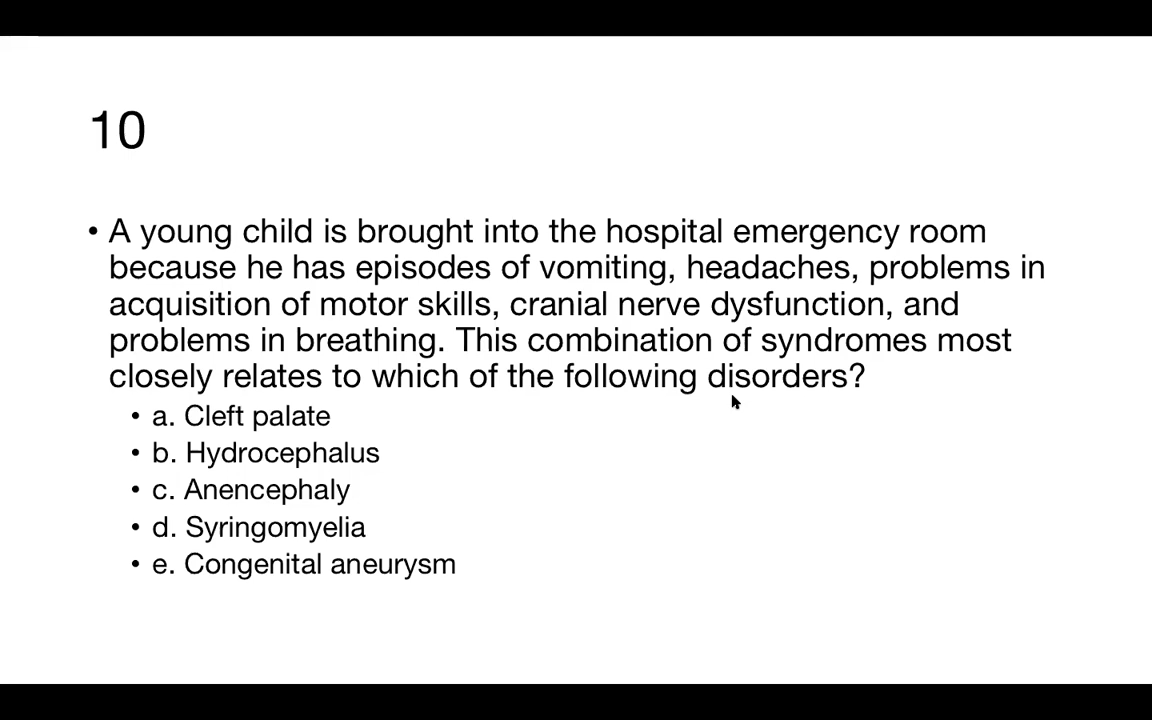 10
• A young child is brought into the hospital emergency room
because he has episodes of vomiting, headaches, problems in
acquisition of motor skills, cranial nerve dysfunction, and
problems in breathing. This combination of syndromes most
closely relates to which of the following disorders?
• a. Cleft palate
• b. Hydrocephalus
• c. Anencephaly
• d. Syringomyelia
• e. Congenital aneurysm